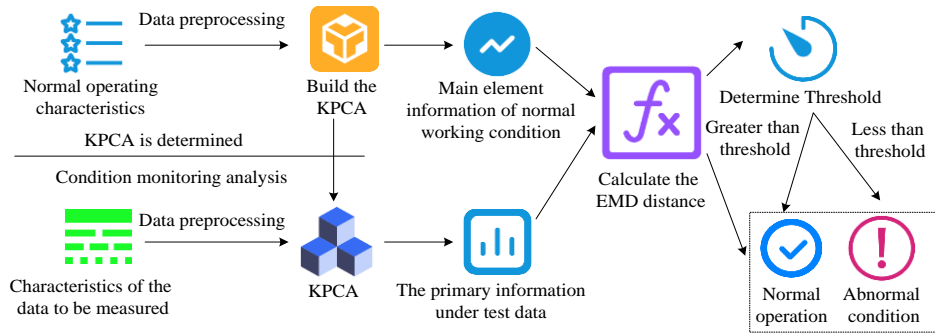 Data preprocessing
Normal operating
characteristics
Build the
KPCA
Main element
information of normal
working condition
Determine Threshold
Greater than
threshold
Less than
threshold
KPCA is determined
Condition monitoring analysis
Calculate the
EMD distance
Data preprocessing
Characteristics of the
data to be measured
KPCA
The primary information
under test data
Normal
operation
Abnormal
condition
fx